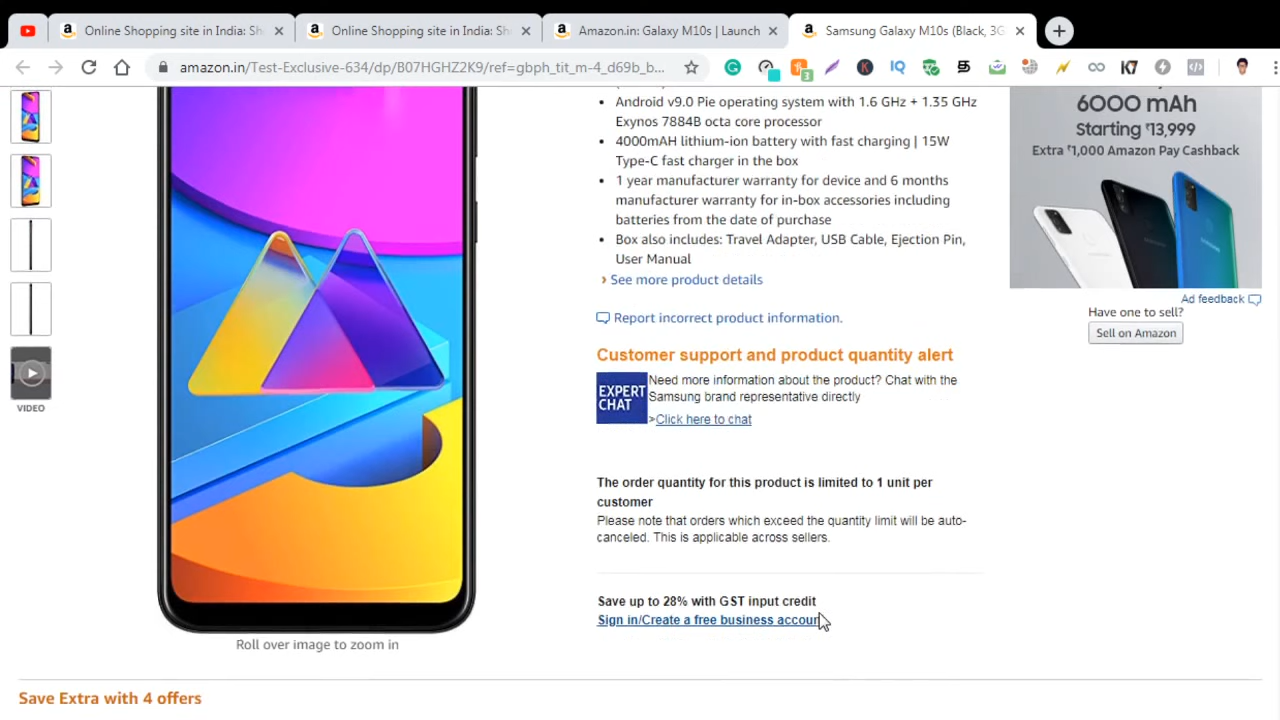 Online Shopping site in India: Sh
Online Shopping site in India: Sh
Amazon.in: Galaxy M10s | Launch
Samsung Galaxy M10s (Black, 3G
amazon.in/Test-Exclusive-634/dp/B07HGHZ2K9/ref=gbph_tit_m-4_d69b_b...
3
K7
VIDEO
Roll over image to zoom in
• Android v9.0 Pie operating system with 1.6 GHz + 1.35 GHz
Exynos 7884B octa core processor
• 4000mAH lithium-ion battery with fast charging | 15W
Type-C fast charger in the box
• 1 year manufacturer warranty for device and 6 months
manufacturer warranty for in-box accessories including
batteries from the date of purchase
• Box also includes: Travel Adapter, USB Cable, Ejection Pin,
User Manual
› See more product details
Report incorrect product information.
Customer support and product quantity alert
EXPERT
CHAT
Need more information about the product? Chat with the
Samsung brand representative directly
>Click here to chat
The order quantity for this product is limited to 1 unit per
customer
Please note that orders which exceed the quantity limit will be auto-
canceled. This is applicable across sellers.
Save up to 28% with GST input credit
Sign in/Create a free business accoun
6000 mAh
Starting ₹13,999
Extra ₹1,000 Amazon Pay Cashback
Ad feedback
Have one to sell?
Sell on Amazon
Save Extra with 4 offers